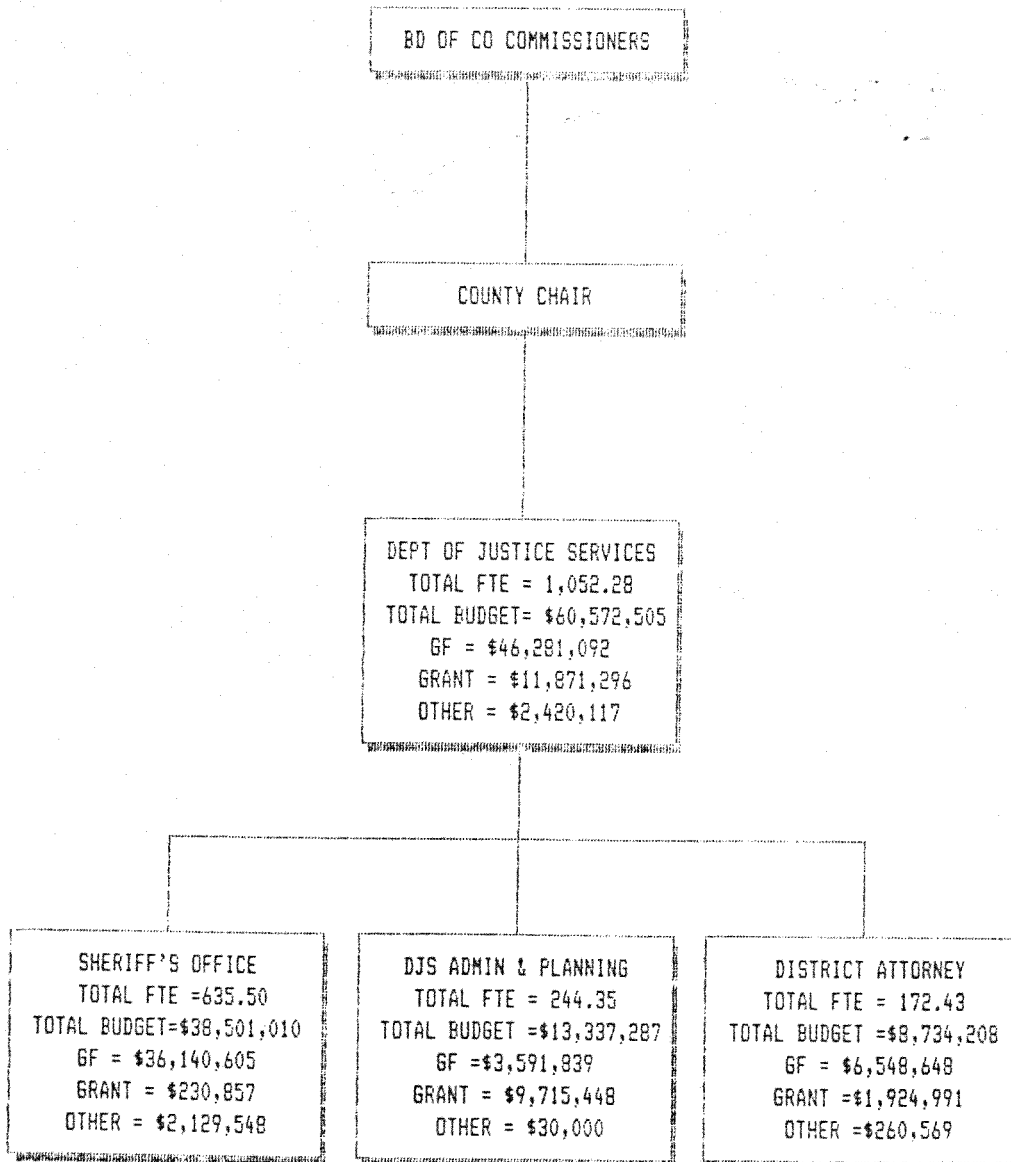 BD OF CO COMMISSIONERS
COUNTY CHAIR
DEPT OF JUSTICE SERVICES
TOTAL FTE = 1,052.28
TOTAL BUDGET= $60,572,505
GF = $46,281,092
GRANT = $11,871,296
OTHER = $2,420,117
SHERIFF'S OFFICE
TOTAL FTE =635.50
TOTAL BUDGET=$38,501,010
GF = $36,140,605
GRANT = $230,857
OTHER = $2,129,548
DJS ADMIN & PLANNING
TOTAL FTE = 244.35
TOTAL BUDGET =$13,337,287
GF =$3,591,839
GRANT = $9,715,448
OTHER = $30,000
DISTRICT ATTORNEY
TOTAL FTE = 172.43
TOTAL BUDGET =$8,734,208
GF = $6,548,648
GRANT =$1,924,991
OTHER =$260,569